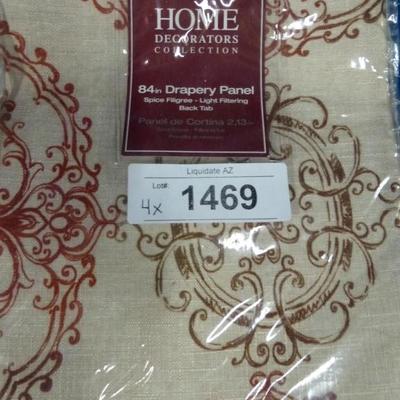 HOME
DECORATORS
COLLECTION
84in Drapery Panel
Spice Filigree - Light Filtering
Back Tab
Panel de Cortina 2,13
Liquidate AZ
Lot#:
1469
4x